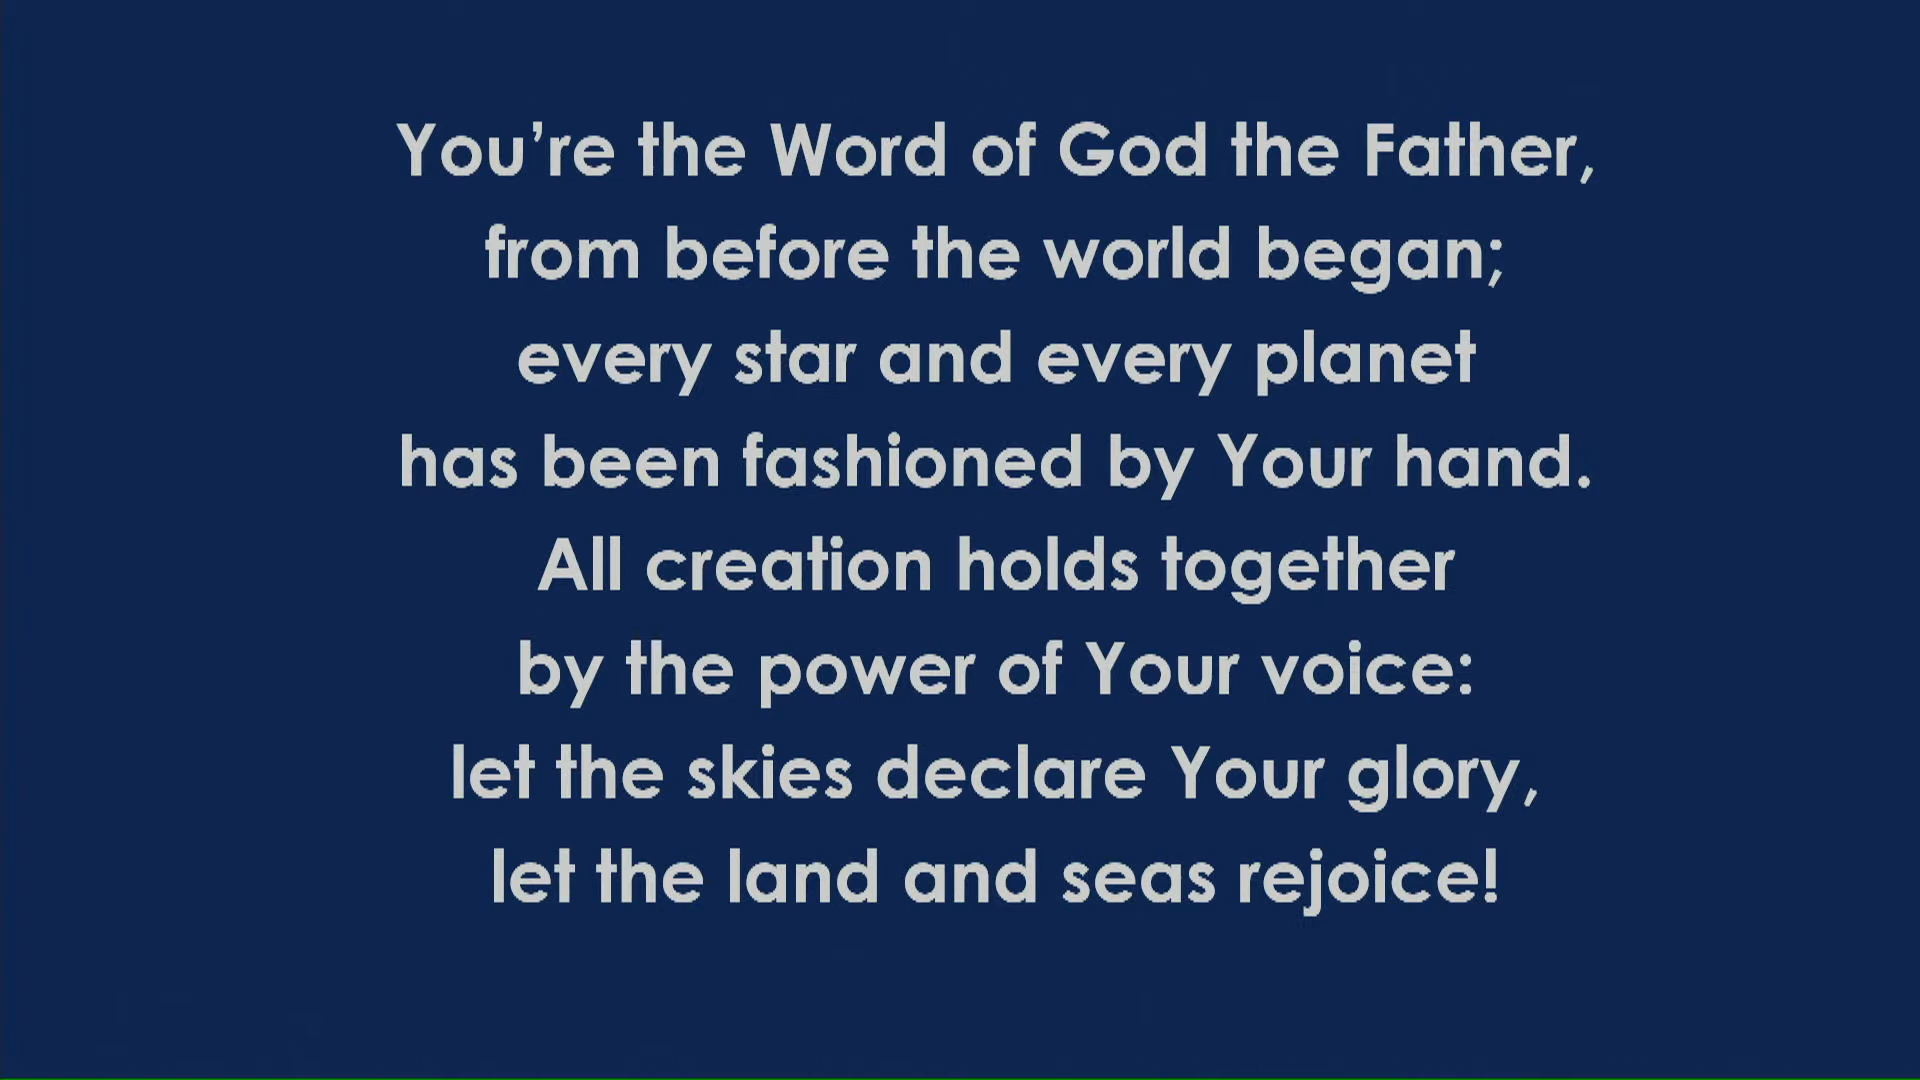 You’re the Word of God the Father,
from before the world began;
every star and every planet
has been fashioned by Your hand.
All creation holds together
by the power of Your voice:
let the skies declare Your glory,
let the land and seas rejoice!